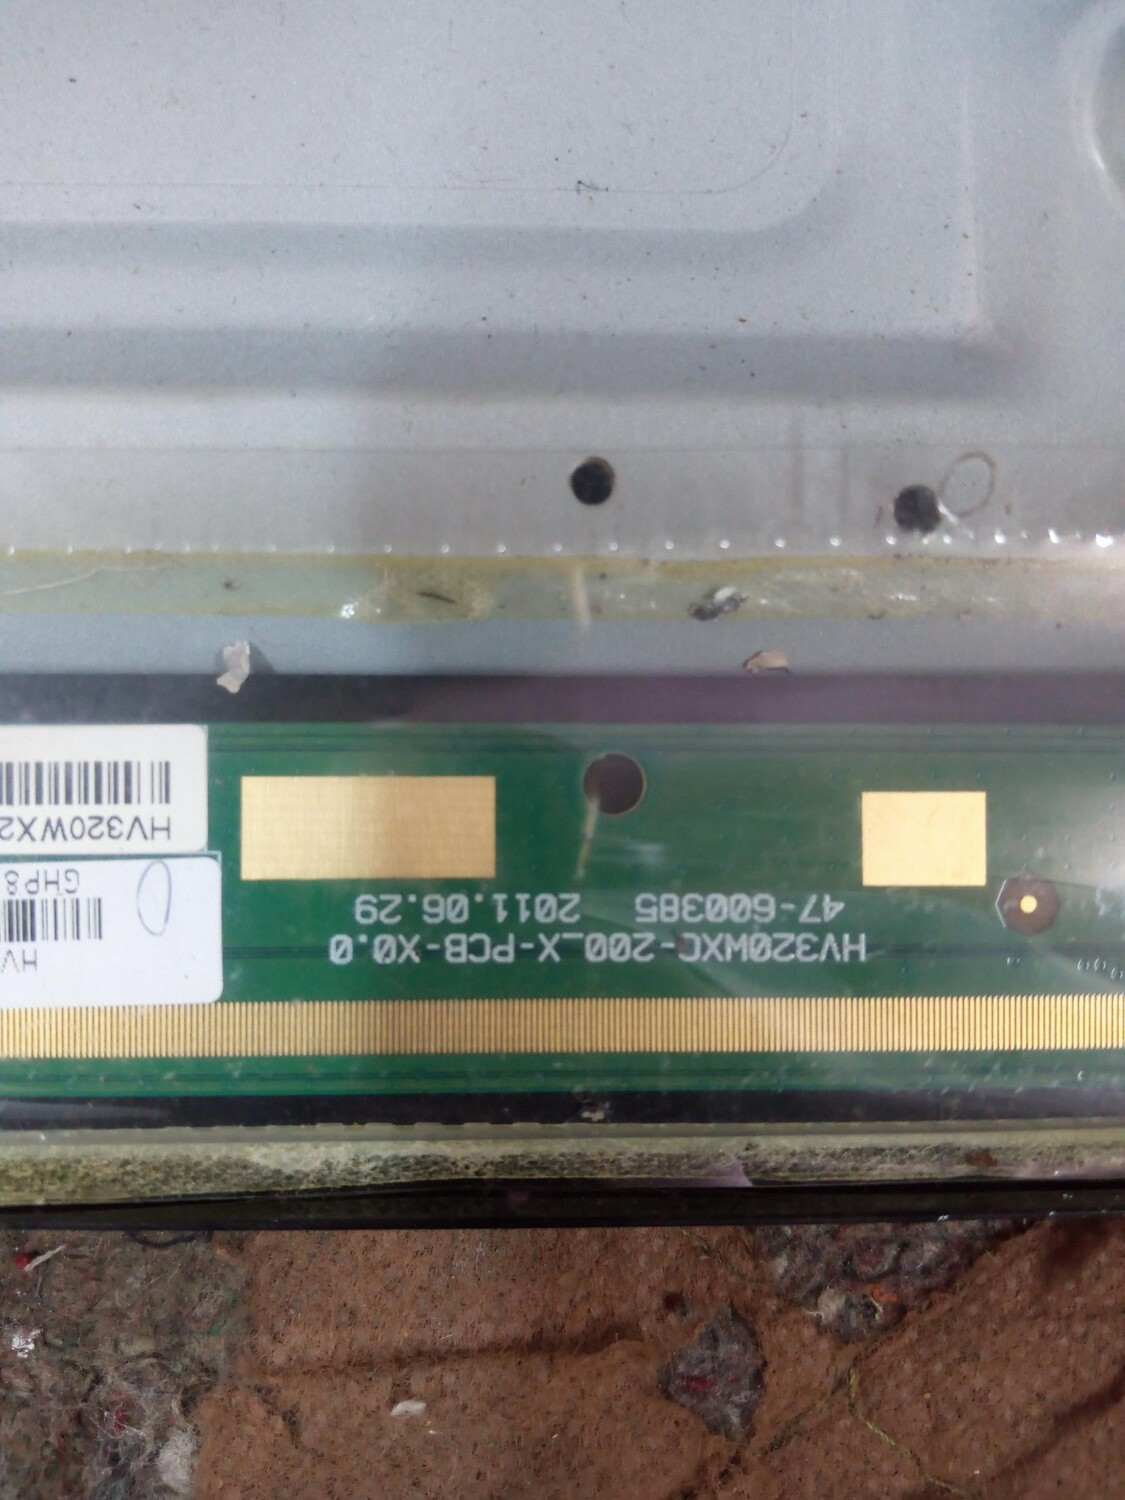 HV320WXC-200_X-PCB-X0.0
47-600385 2011.06.29
HV
GHP8
HV320WX2